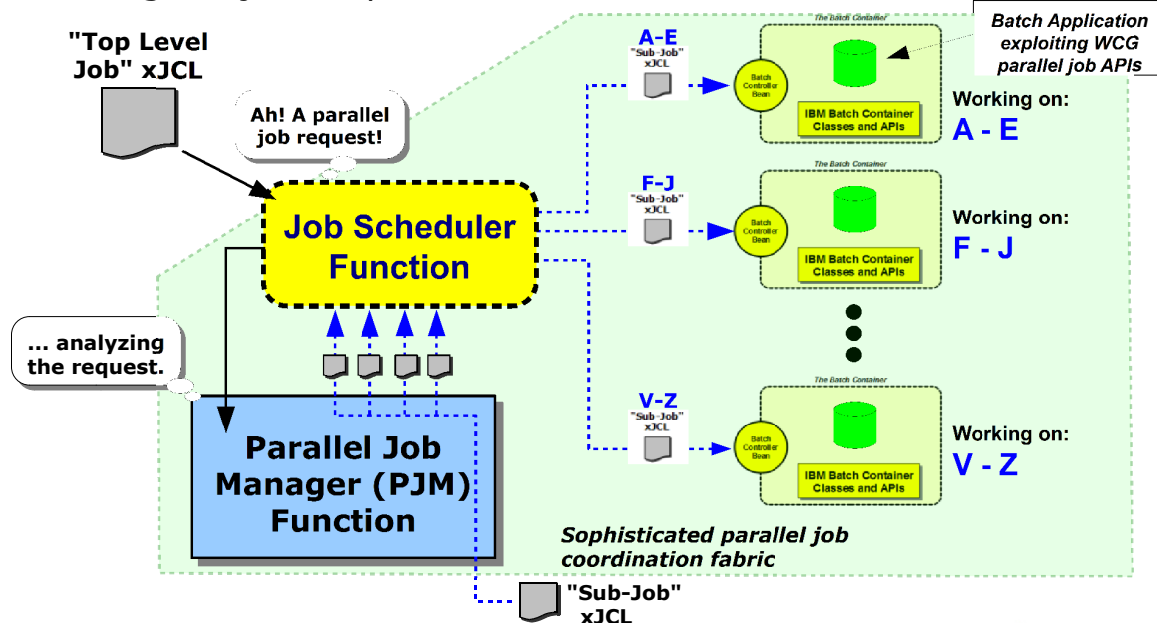 "Top Level
Job" xJCL
Ah! A parallel
job request!
Job Scheduler
Function
... analyzing
the request.
Parallel Job
Manager (PJM)
Function
"Sub-Job"
xJCL
Sophisticated parallel job
coordination fabric
A-E
"Sub-Job"
xJCL
The Batch Container
Batch
Controller
Bean
IBM Batch Container
Classes and APIs
Batch Application
exploiting WCG
parallel job APIs
Working on:
A - E
F-J
"Sub-Job"
xJCL
The Batch Container
Batch
Controller
Bean
IBM Batch Container
Classes and APIs
Working on:
F - J
V-Z
"Sub-Job"
xJCL
The Batch Container
Batch
Controller
Bean
IBM Batch Container
Classes and APIs
Working on:
V - Z